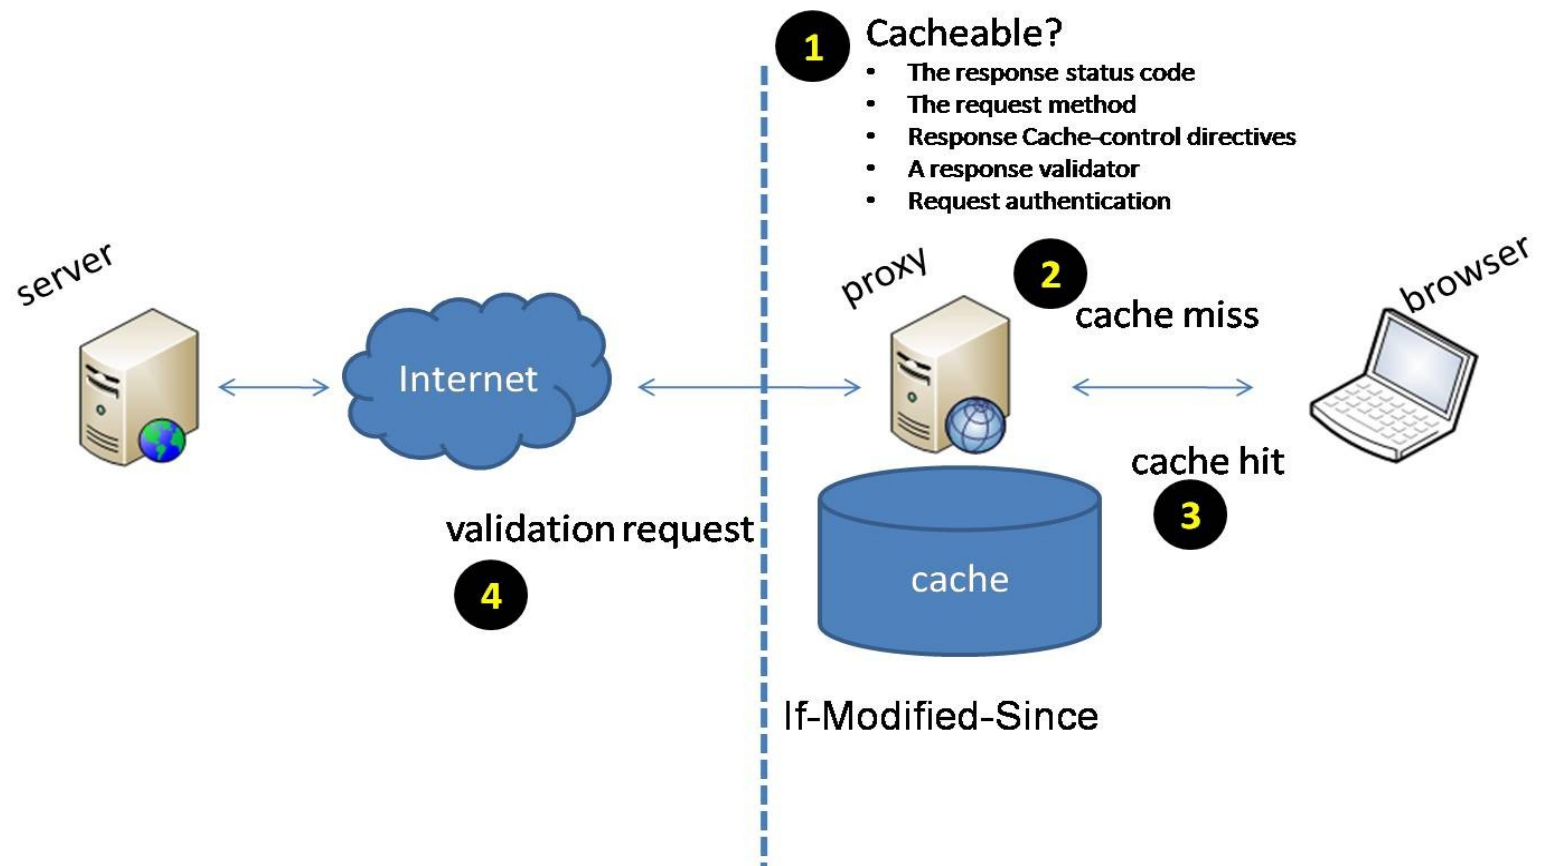 1
Cacheable?
• The response status code
• The request method
• Response Cache-control directives
• A response validator
• Request authentication
server
proxy
2
browser
cache miss
Internet
cache hit
3
validation request
4
cache
If-Modified-Since